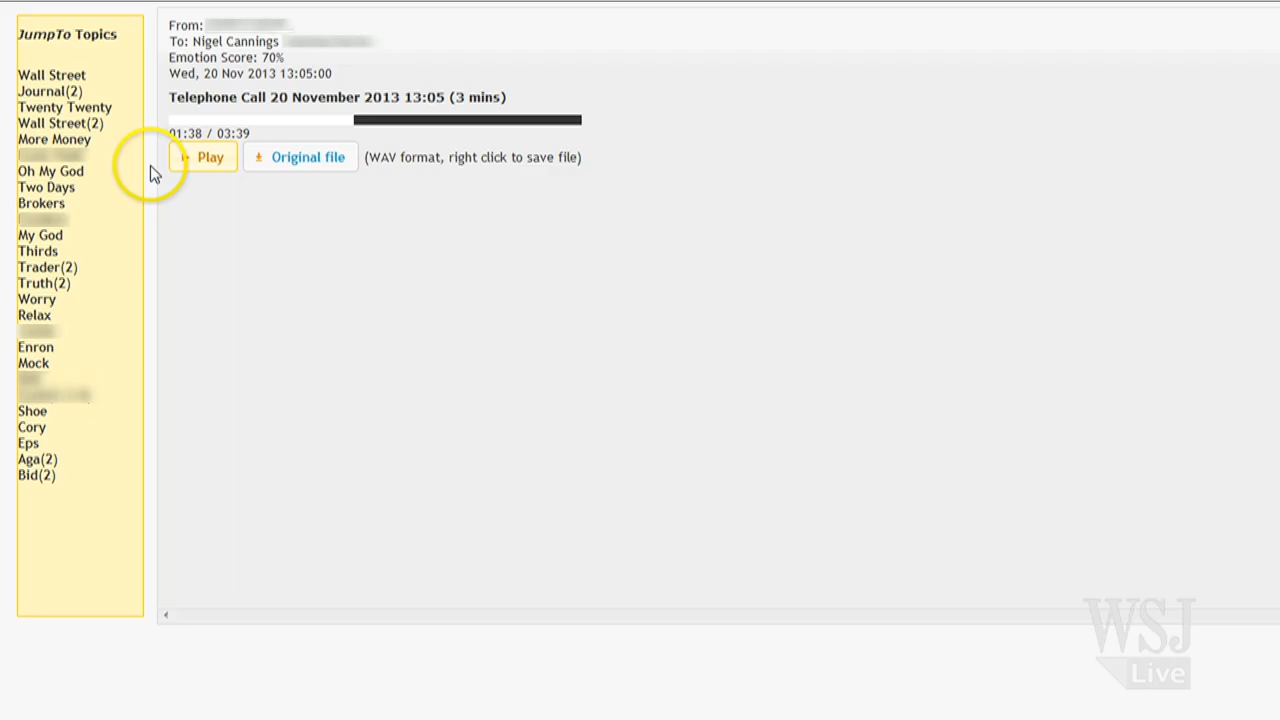 JumpTo Topics
Wall Street
Journal(2)
Twenty Twenty
Wall Street(2)
More Money
Oh My God
Two Days
Brokers
My God
Thirds
Trader(2)
Truth(2)
Worry
Relax
Enron
Mock
Shoe
Cory
Eps
Aga(2)
Bid(2)
From:
To: Nigel Cannings
Emotion Score: 70%
Wed, 20 Nov 2013 13:05:00
Telephone Call 20 November 2013 13:05 (3 mins)
01:38 / 03:39
Play Original file (WAV format, right click to save file)
WSJ
Live